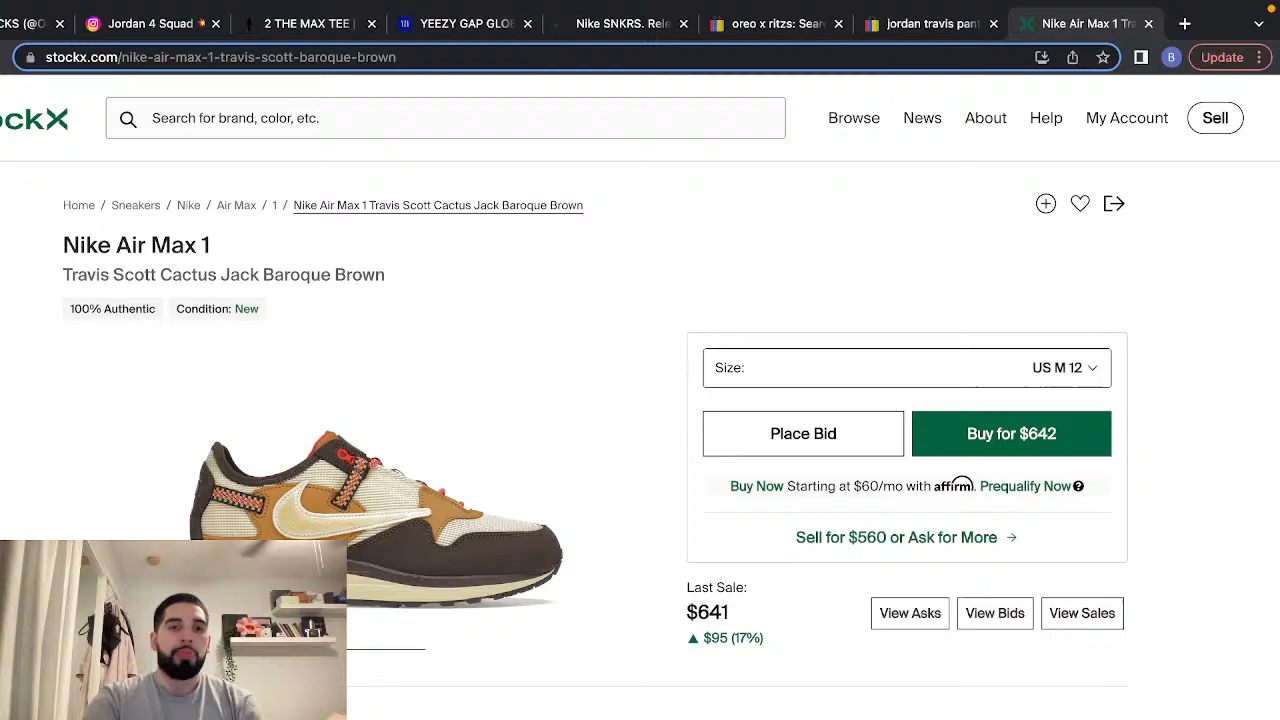 CKS (@O
Jordan 4 Squad
2 THE MAX TEE |
YEEZY GAP GLO
Nike SNKRS. Rele
oreo x ritzs: Sear
jordan travis pan
Nike Air Max 1 Tra
stockx.com/nike-air-max-1-travis-scott-baroque-brown
B
Update
ockX
Search for brand, color, etc.
Browse
News
About
Help
My Account
Sell
Home / Sneakers / Nike / Air Max / 1 / Nike Air Max 1 Travis Scott Cactus Jack Baroque Brown
Nike Air Max 1
Travis Scott Cactus Jack Baroque Brown
100% Authentic
Condition: New
Size:
US M 12
Place Bid
Buy for $642
Buy Now Starting at $60/mo with affirm. Prequalify Now
Sell for $560 or Ask for More
Last Sale:
$641
▲ $95 (17%)
View Asks
View Bids
View Sales